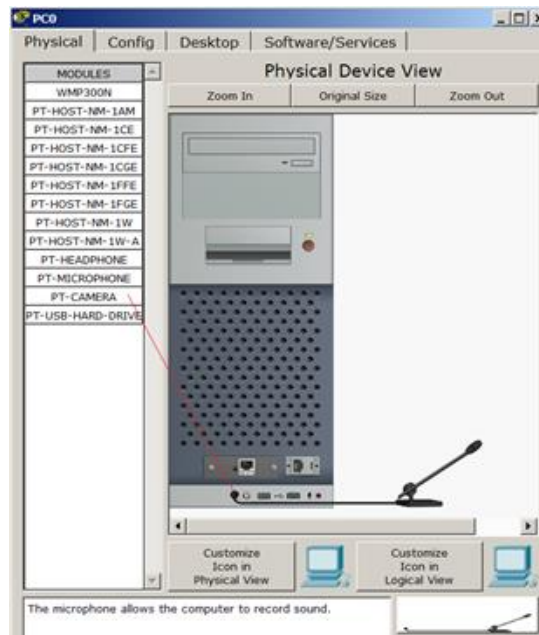 PC0
Physical Config Desktop Software/Services
MODULES
WMP300N
PT-HOST-NM-1AM
PT-HOST-NM-1CE
PT-HOST-NM-1CFE
PT-HOST-NM-1CGE
PT-HOST-NM-1FFE
PT-HOST-NM-1FGE
PT-HOST-NM-1W
PT-HOST-NM-1W-A
PT-HEADPHONE
PT-MICROPHONE
PT-CAMERA
PT-USB-HARD-DRIVE
Physical Device View
Zoom In Original Size Zoom Out
Customize
Icon in
Physical View
Customize
Icon in
Logical View
The microphone allows the computer to record sound.